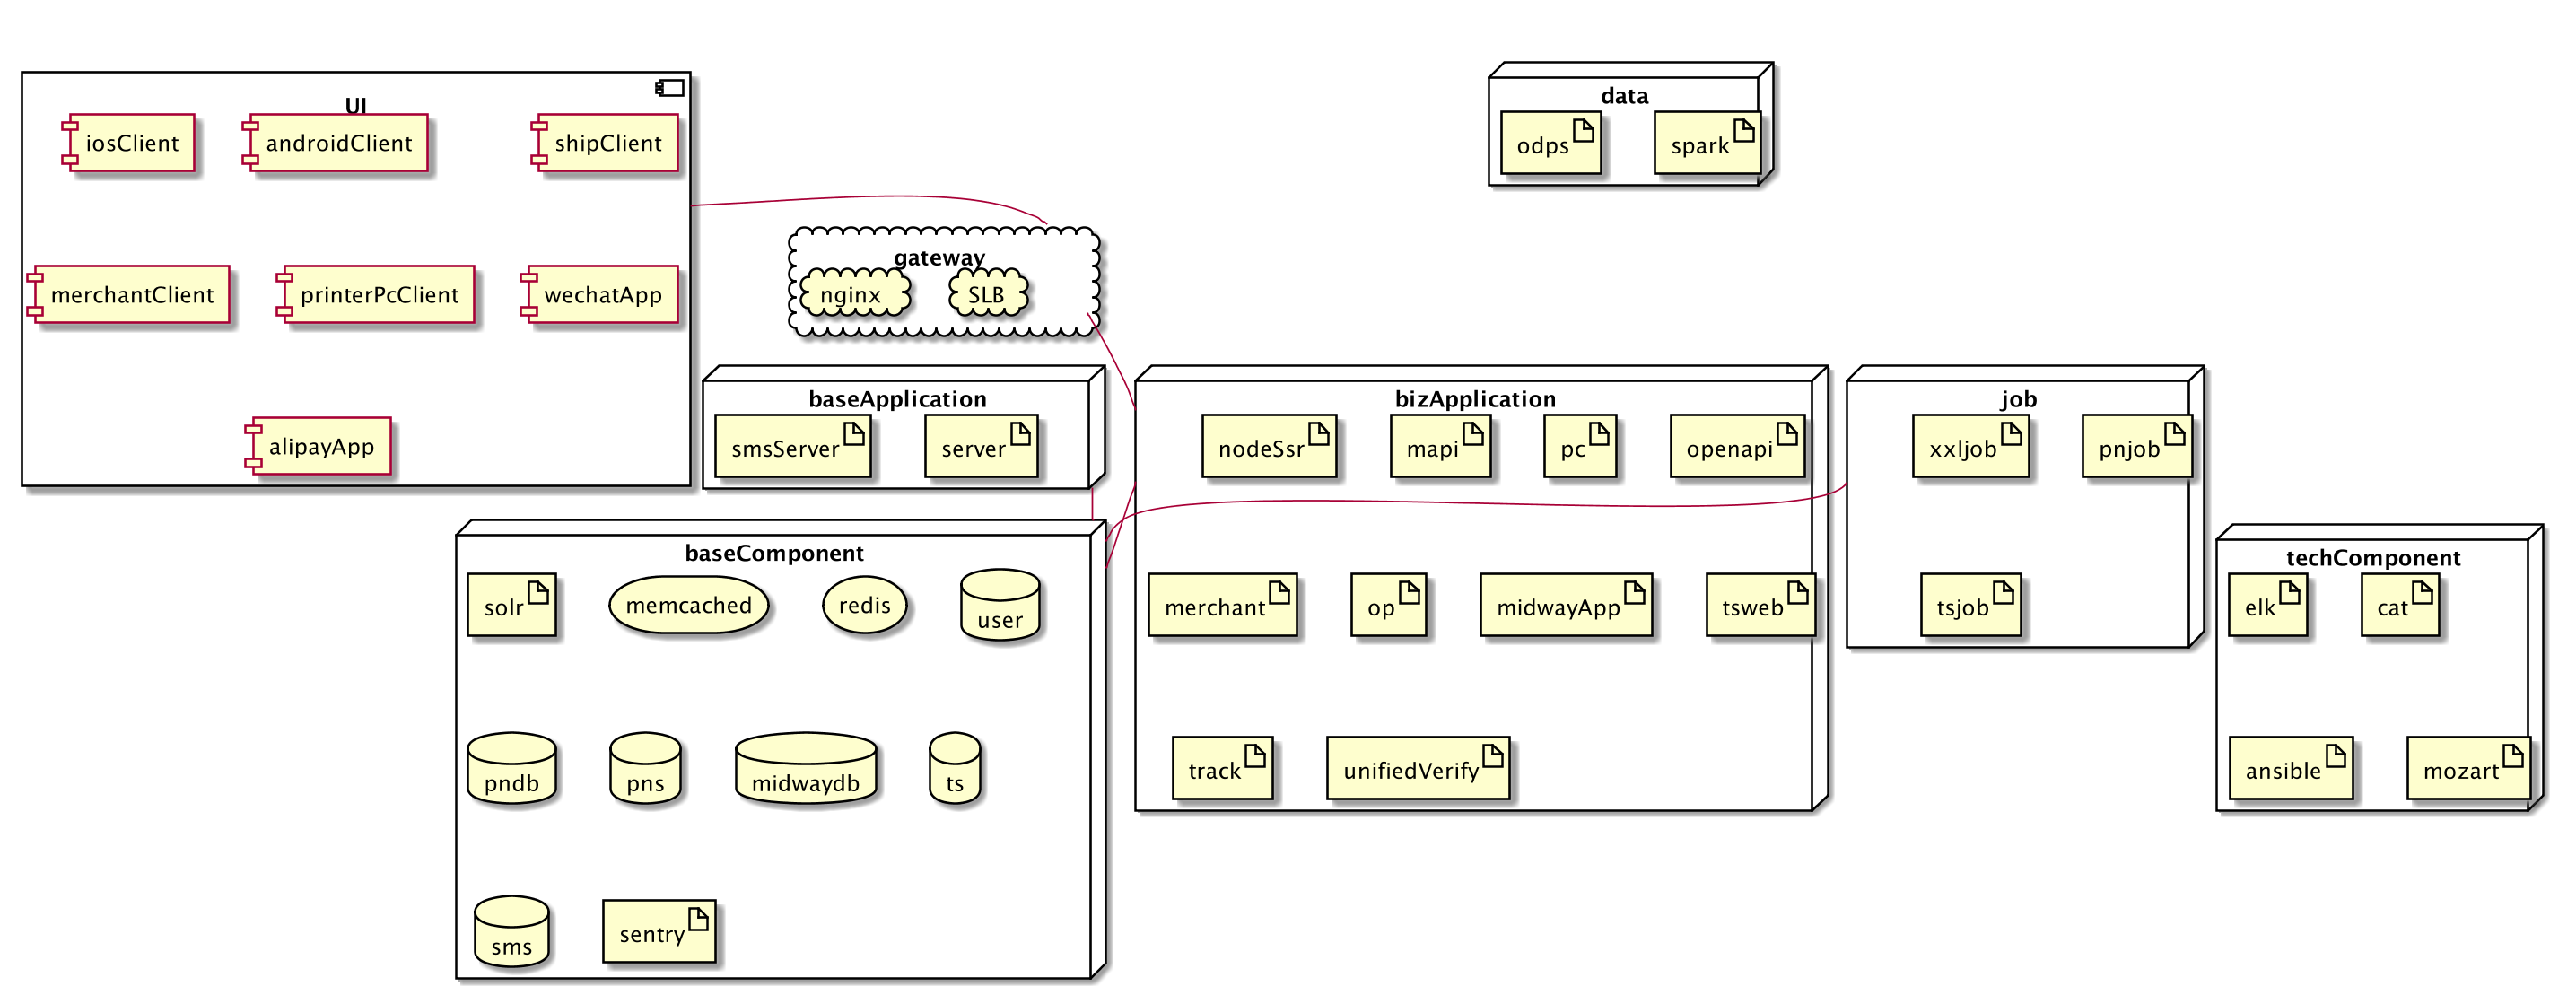 UI
iosClient
androidClient
shipClient
merchantClient
printerPcClient
wechatApp
alipayApp
data
odps
spark
gateway
nginx
SLB
baseApplication
smsServer
server
bizApplication
nodeSsr
mapi
pc
openapi
merchant
op
midwayApp
tsweb
track
unifiedVerify
job
xxljob
pnjob
tsjob
baseComponent
solr
memcached
redis
user
pndb
pns
midwaydb
ts
sms
sentry
techComponent
elk
cat
ansible
mozart